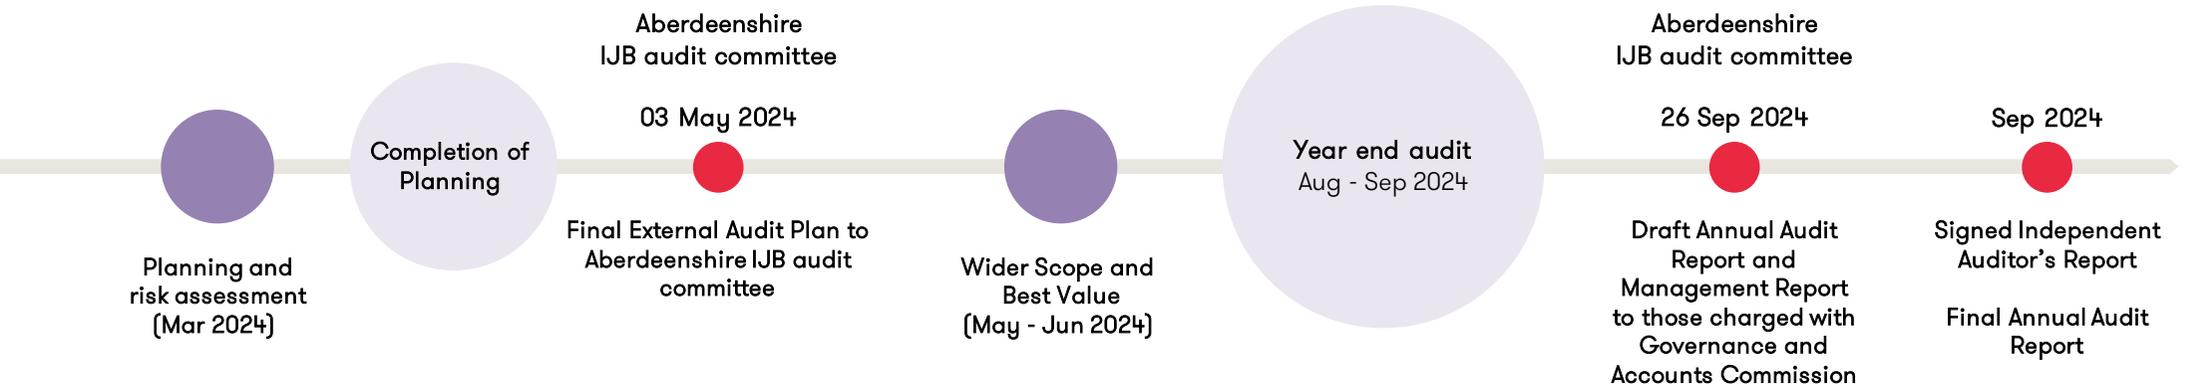 Planning and
risk assessment
(Mar 2024)
Completion of
Planning
Aberdeenshire
IJB audit committee
03 May 2024
Final External Audit Plan to
Aberdeenshire IJB audit
committee
Wider Scope and
Best Value
(May - Jun 2024)
Year end audit
Aug - Sep 2024
Aberdeenshire
IJB audit committee
26 Sep 2024
Draft Annual Audit
Report and
Management Report
to those charged with
Governance and
Accounts Commission
Sep 2024
Signed Independent
Auditor's Report
Final Annual Audit
Report